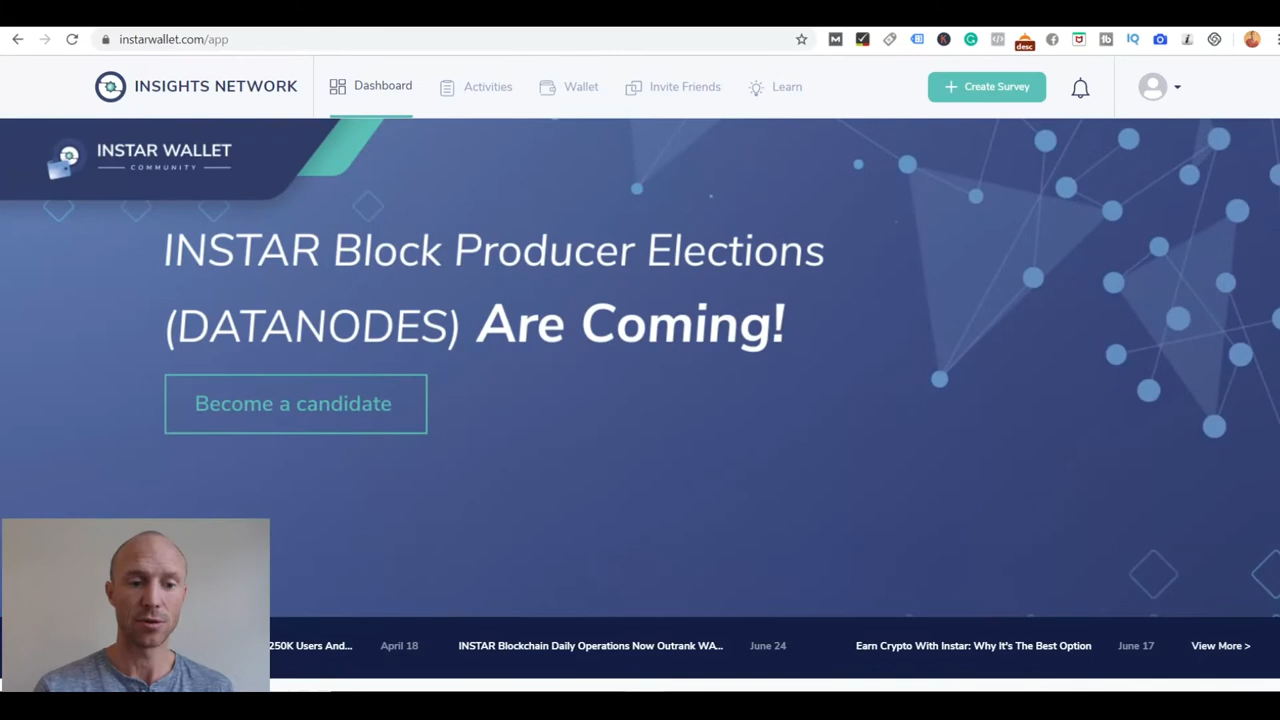 instarwallet.com/app
desc
INSIGHTS NETWORK
Dashboard
Activities
Wallet
Invite Friends
Learn
+ Create Survey
INSTAR WALLET
COMMUNITY
INSTAR Block Producer Elections
(DATANODES) Are Coming!
Become a candidate
250K Users And...
April 18
INSTAR Blockchain Daily Operations Now Outrank WA...
June 24
Earn Crypto With Instar: Why It's The Best Option
June 17
View More >